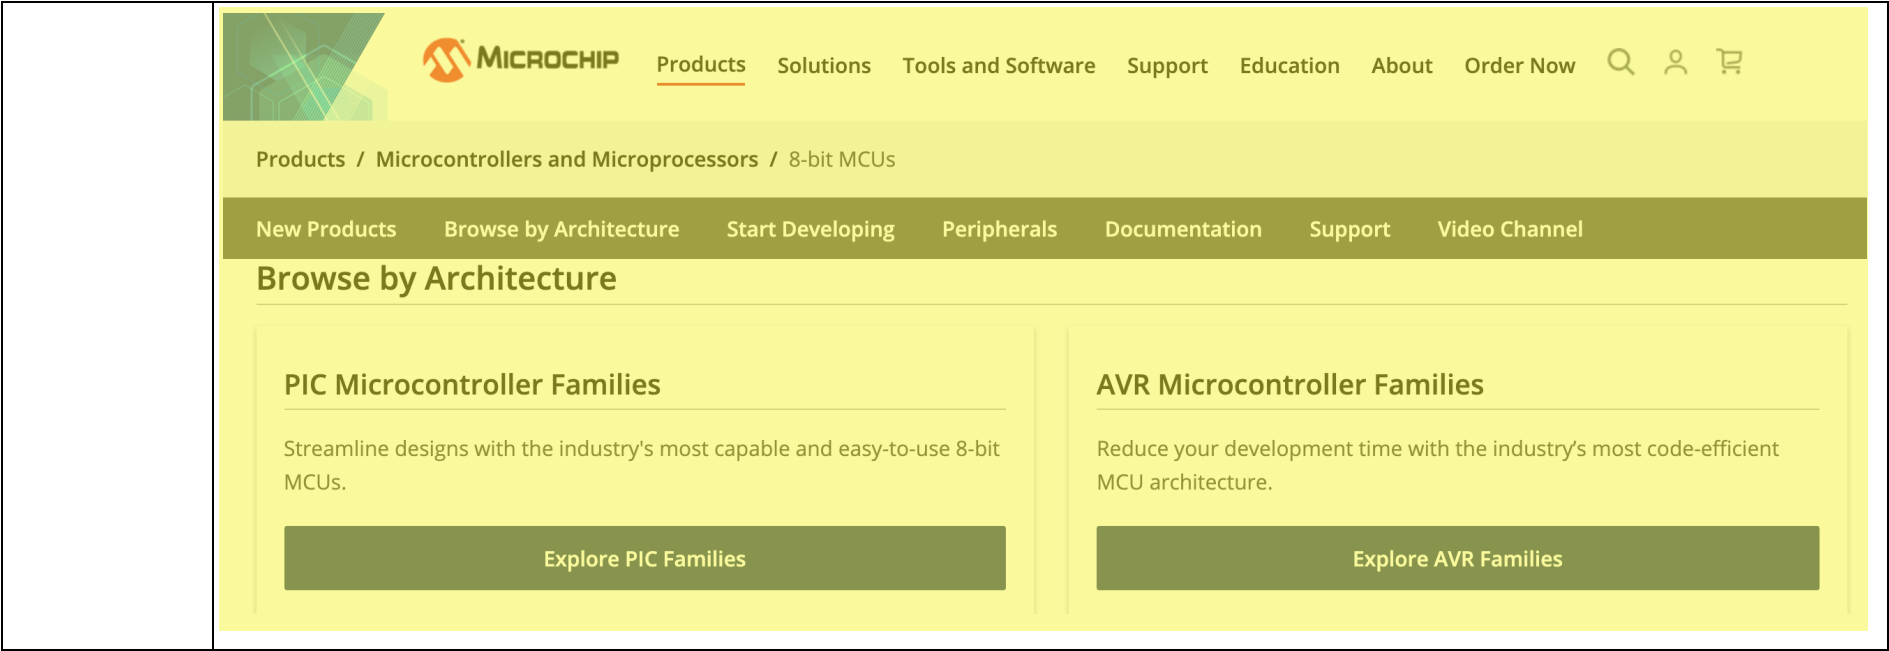 MICROCHIP
Products Solutions Tools and Software Support Education About Order Now
Products / Microcontrollers and Microprocessors / 8-bit MCUs
New Products Browse by Architecture Start Developing Peripherals Documentation Support Video Channel
Browse by Architecture
PIC Microcontroller Families
Streamline designs with the industry's most capable and easy-to-use 8-bit
MCUs.
Explore PIC Families
AVR Microcontroller Families
Reduce your development time with the industry’s most code-efficient
MCU architecture.
Explore AVR Families